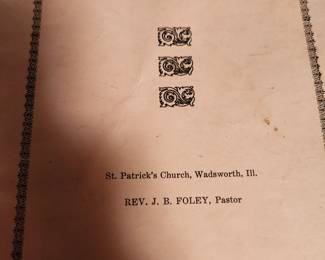 St. Patrick's Church, Wadsworth, Ill.
REV. J. B. FOLEY, Pastor